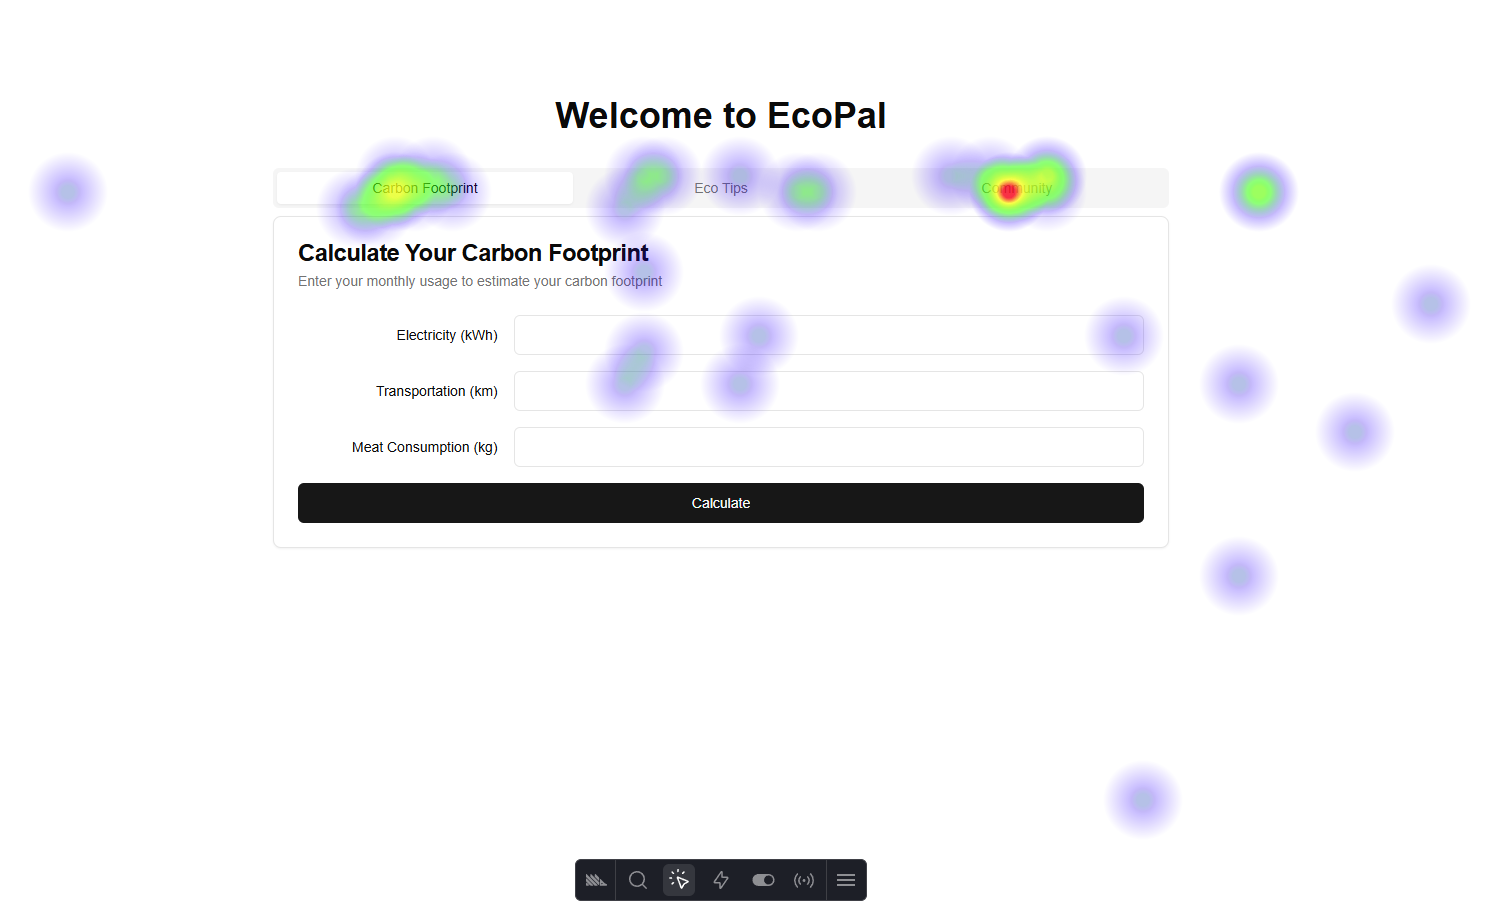 Welcome to EcoPal
Carbon Footprint
Eco Tips
Community
Calculate Your Carbon Footprint
Enter your monthly usage to estimate your carbon footprint
Electricity (kWh)
Transportation (km)
Meat Consumption (kg)
Calculate